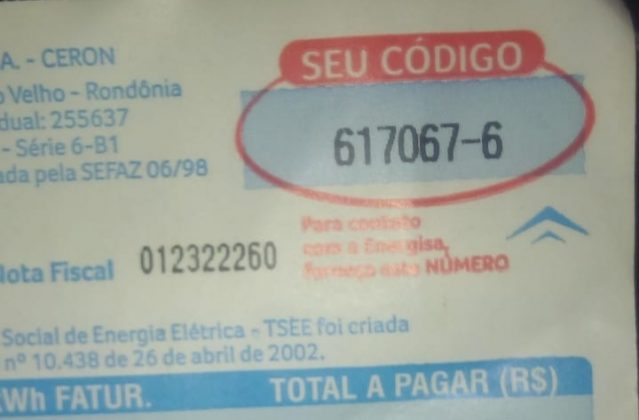 A. - CERON
o Velho - Rondônia
dual: 255637
- Série 6-B1
ada pela SEFAZ 06/98
SEU CÓDIGO
617067-6
Para contato
com a Energisa,
forneça este NÚMERO
Nota Fiscal 012322260
Social de Energia Elétrica - TSEE foi criada
nº 10.438 de 26 de abril de 2002.
kWh FATUR. TOTAL A PAGAR (R$)